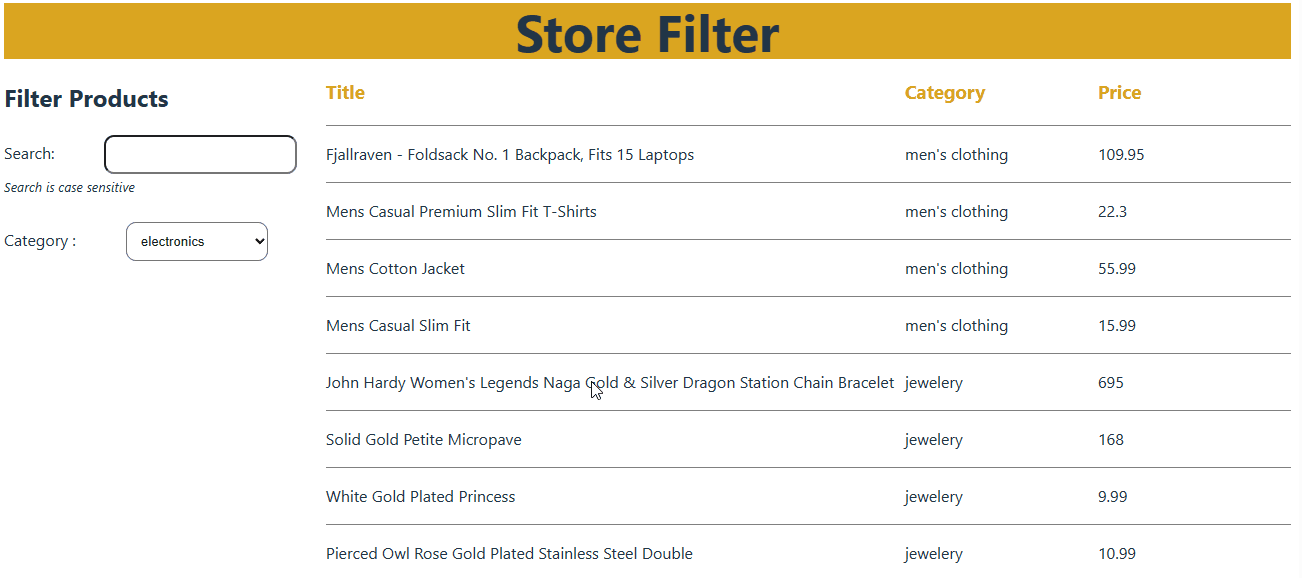 Store Filter
Filter Products
Search:
Search is case sensitive
Category :
electronics
Title Category Price
Fjallraven - Foldsack No. 1 Backpack, Fits 15 Laptops men's clothing 109.95
Mens Casual Premium Slim Fit T-Shirts men's clothing 22.3
Mens Cotton Jacket men's clothing 55.99
Mens Casual Slim Fit men's clothing 15.99
John Hardy Women's Legends Naga Gold & Silver Dragon Station Chain Bracelet jewelery 695
Solid Gold Petite Micropave jewelery 168
White Gold Plated Princess jewelery 9.99
Pierced Owl Rose Gold Plated Stainless Steel Double jewelery 10.99